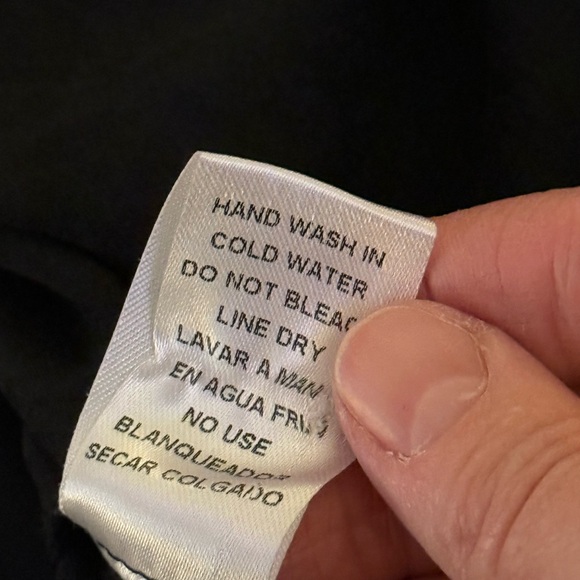 HAND WASH IN
COLD WATER
DO NOT BLEAC
LINE DRY
LAVAR A MAN
EN AGUA
NO USE
BLANQUEADO
SECAR COLGADO